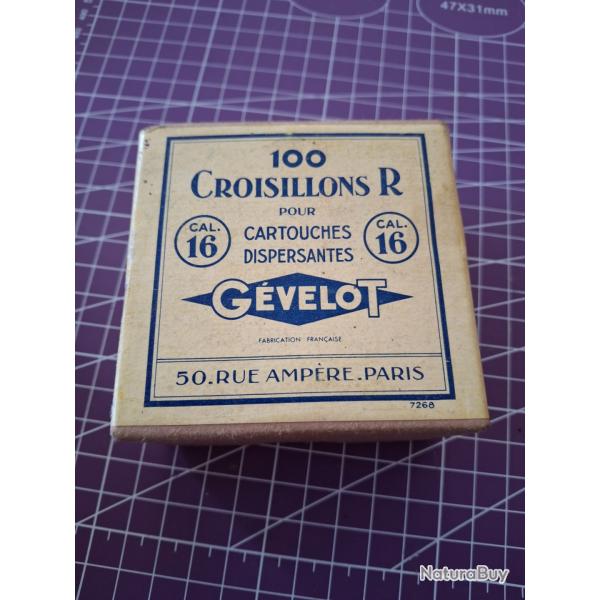 47X31mm
100
CROISILLONS R
POUR
CAL. 16
CARTOUCHES
DISPERSANTES
CAL. 16
GÉVELOT
FABRICATION FRANÇAISE
50.RUE AMPÈRE.PARIS
7268
NaturaBuy